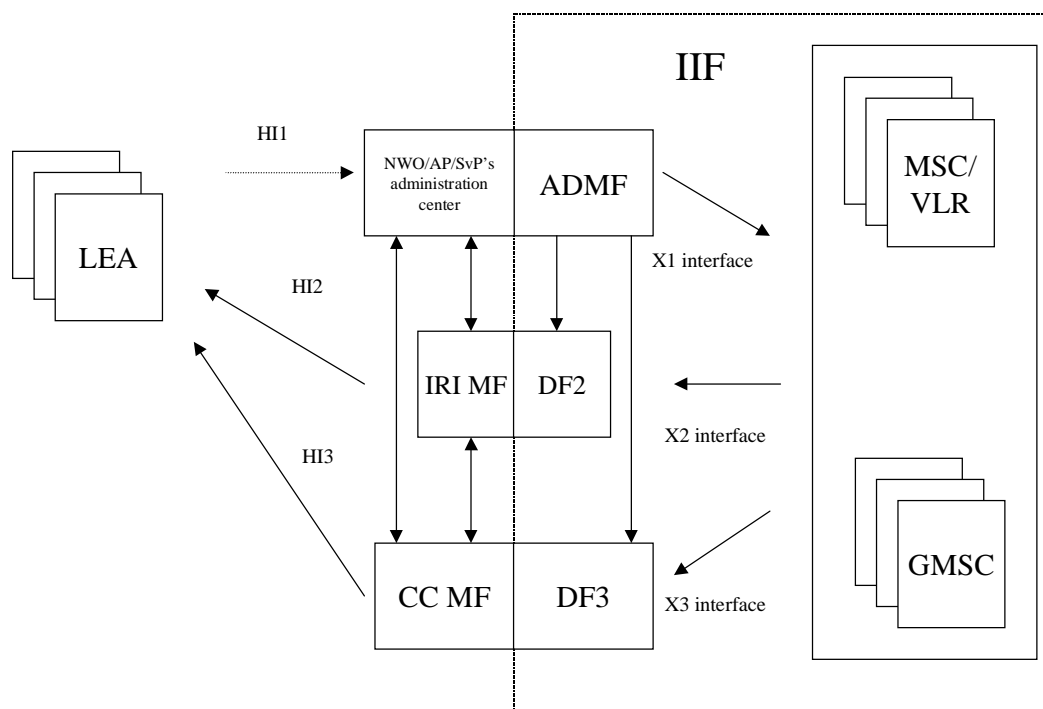 IIF
HI1
NWO/AP/SvP's
administration
center
ADMF
MSC/
VLR
LEA
X1 interface
HI2
IRI MF
DF2
X2 interface
HI3
GMSC
CC MF
DF3
X3 interface